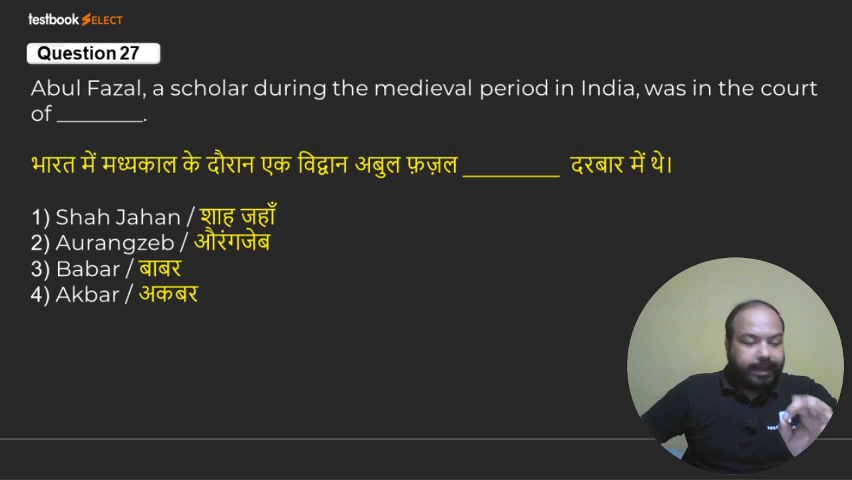 testbook SELECT
Question 27
Abul Fazal, a scholar during the medieval period in India, was in the court
of ________.
भारत में मध्यकाल के दौरान एक विद्वान अबुल फ़ज़ल _________ दरबार में थे।
1) Shah Jahan / शाह जहाँ
2) Aurangzeb / औरंगजेब
3) Babar / बाबर
4) Akbar / अकबर